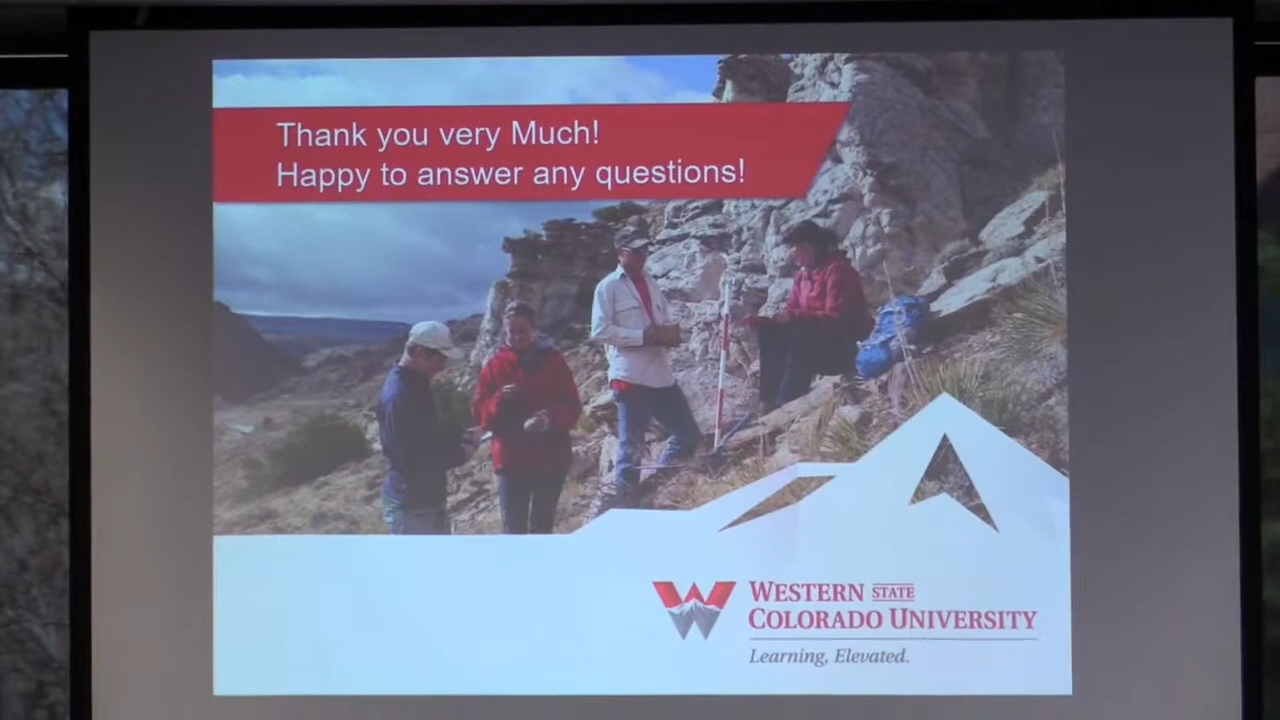 Thank you very Much!
Happy to answer any questions!
WESTERN STATE
COLORADO UNIVERSITY
Learning, Elevated.